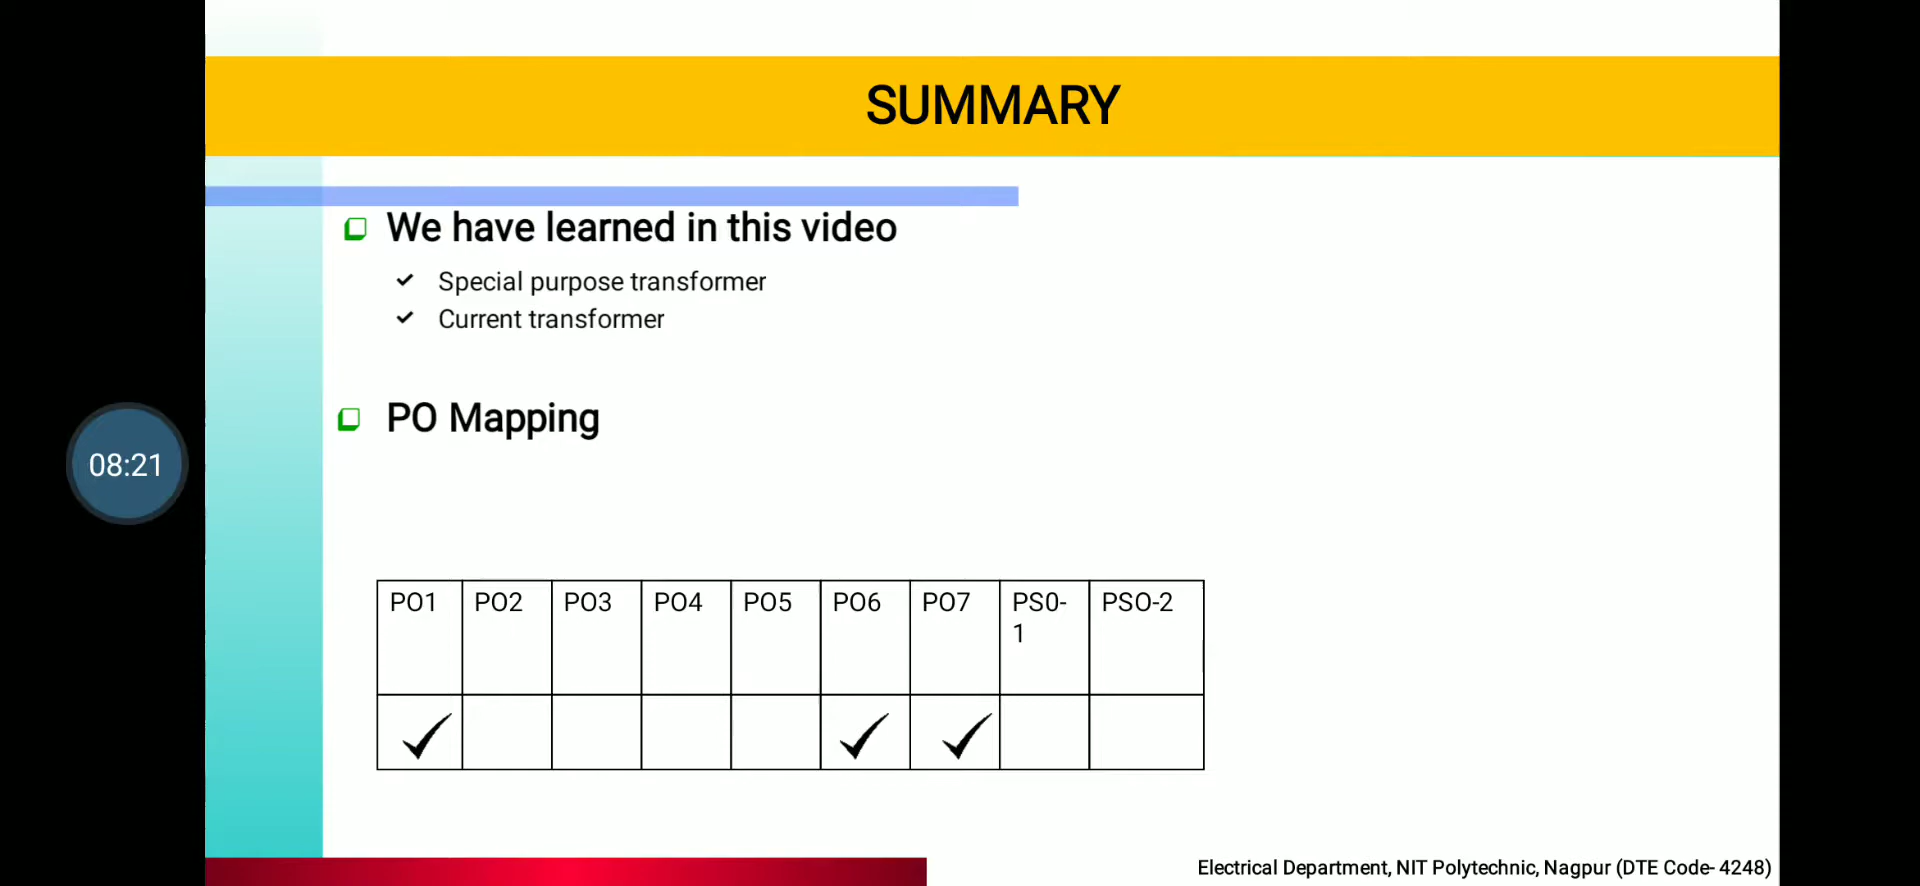 SUMMARY
We have learned in this video
Special purpose transformer
Current transformer
PO Mapping
08:21
PO1 PO2 PO3 PO4 PO5 PO6 PO7 PS0- PSO-2
1
Electrical Department, NIT Polytechnic, Nagpur (DTE Code- 4248)